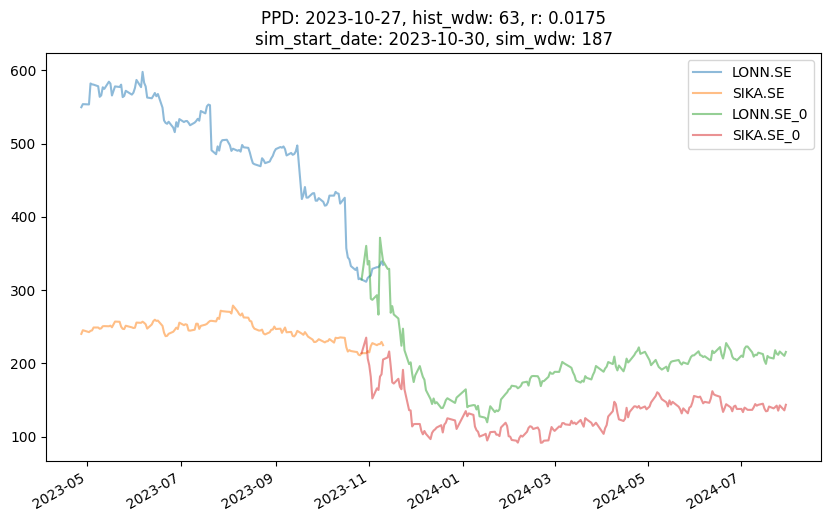 PPD: 2023-10-27, hist_wdw: 63, r: 0.0175
sim_start_date: 2023-10-30, sim_wdw: 187
LONN.SE
SIKA.SE
LONN.SE_0
SIKA.SE_0
600
500
400
300
200
100
2023-05
2023-07
2023-09
2023-11
2024-01
2024-03
2024-05
2024-07